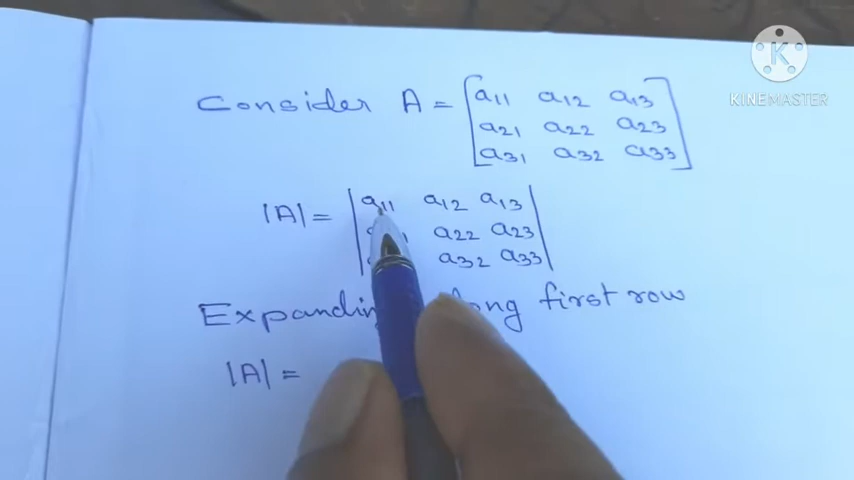 KINEMASTER
Consider A = [a11 a12 a13
a21 a22 a23
a31 a32 a33]
|A| = |a11 a12 a13
a22 a23
a32 a33|
Expanding along first row
|A| =